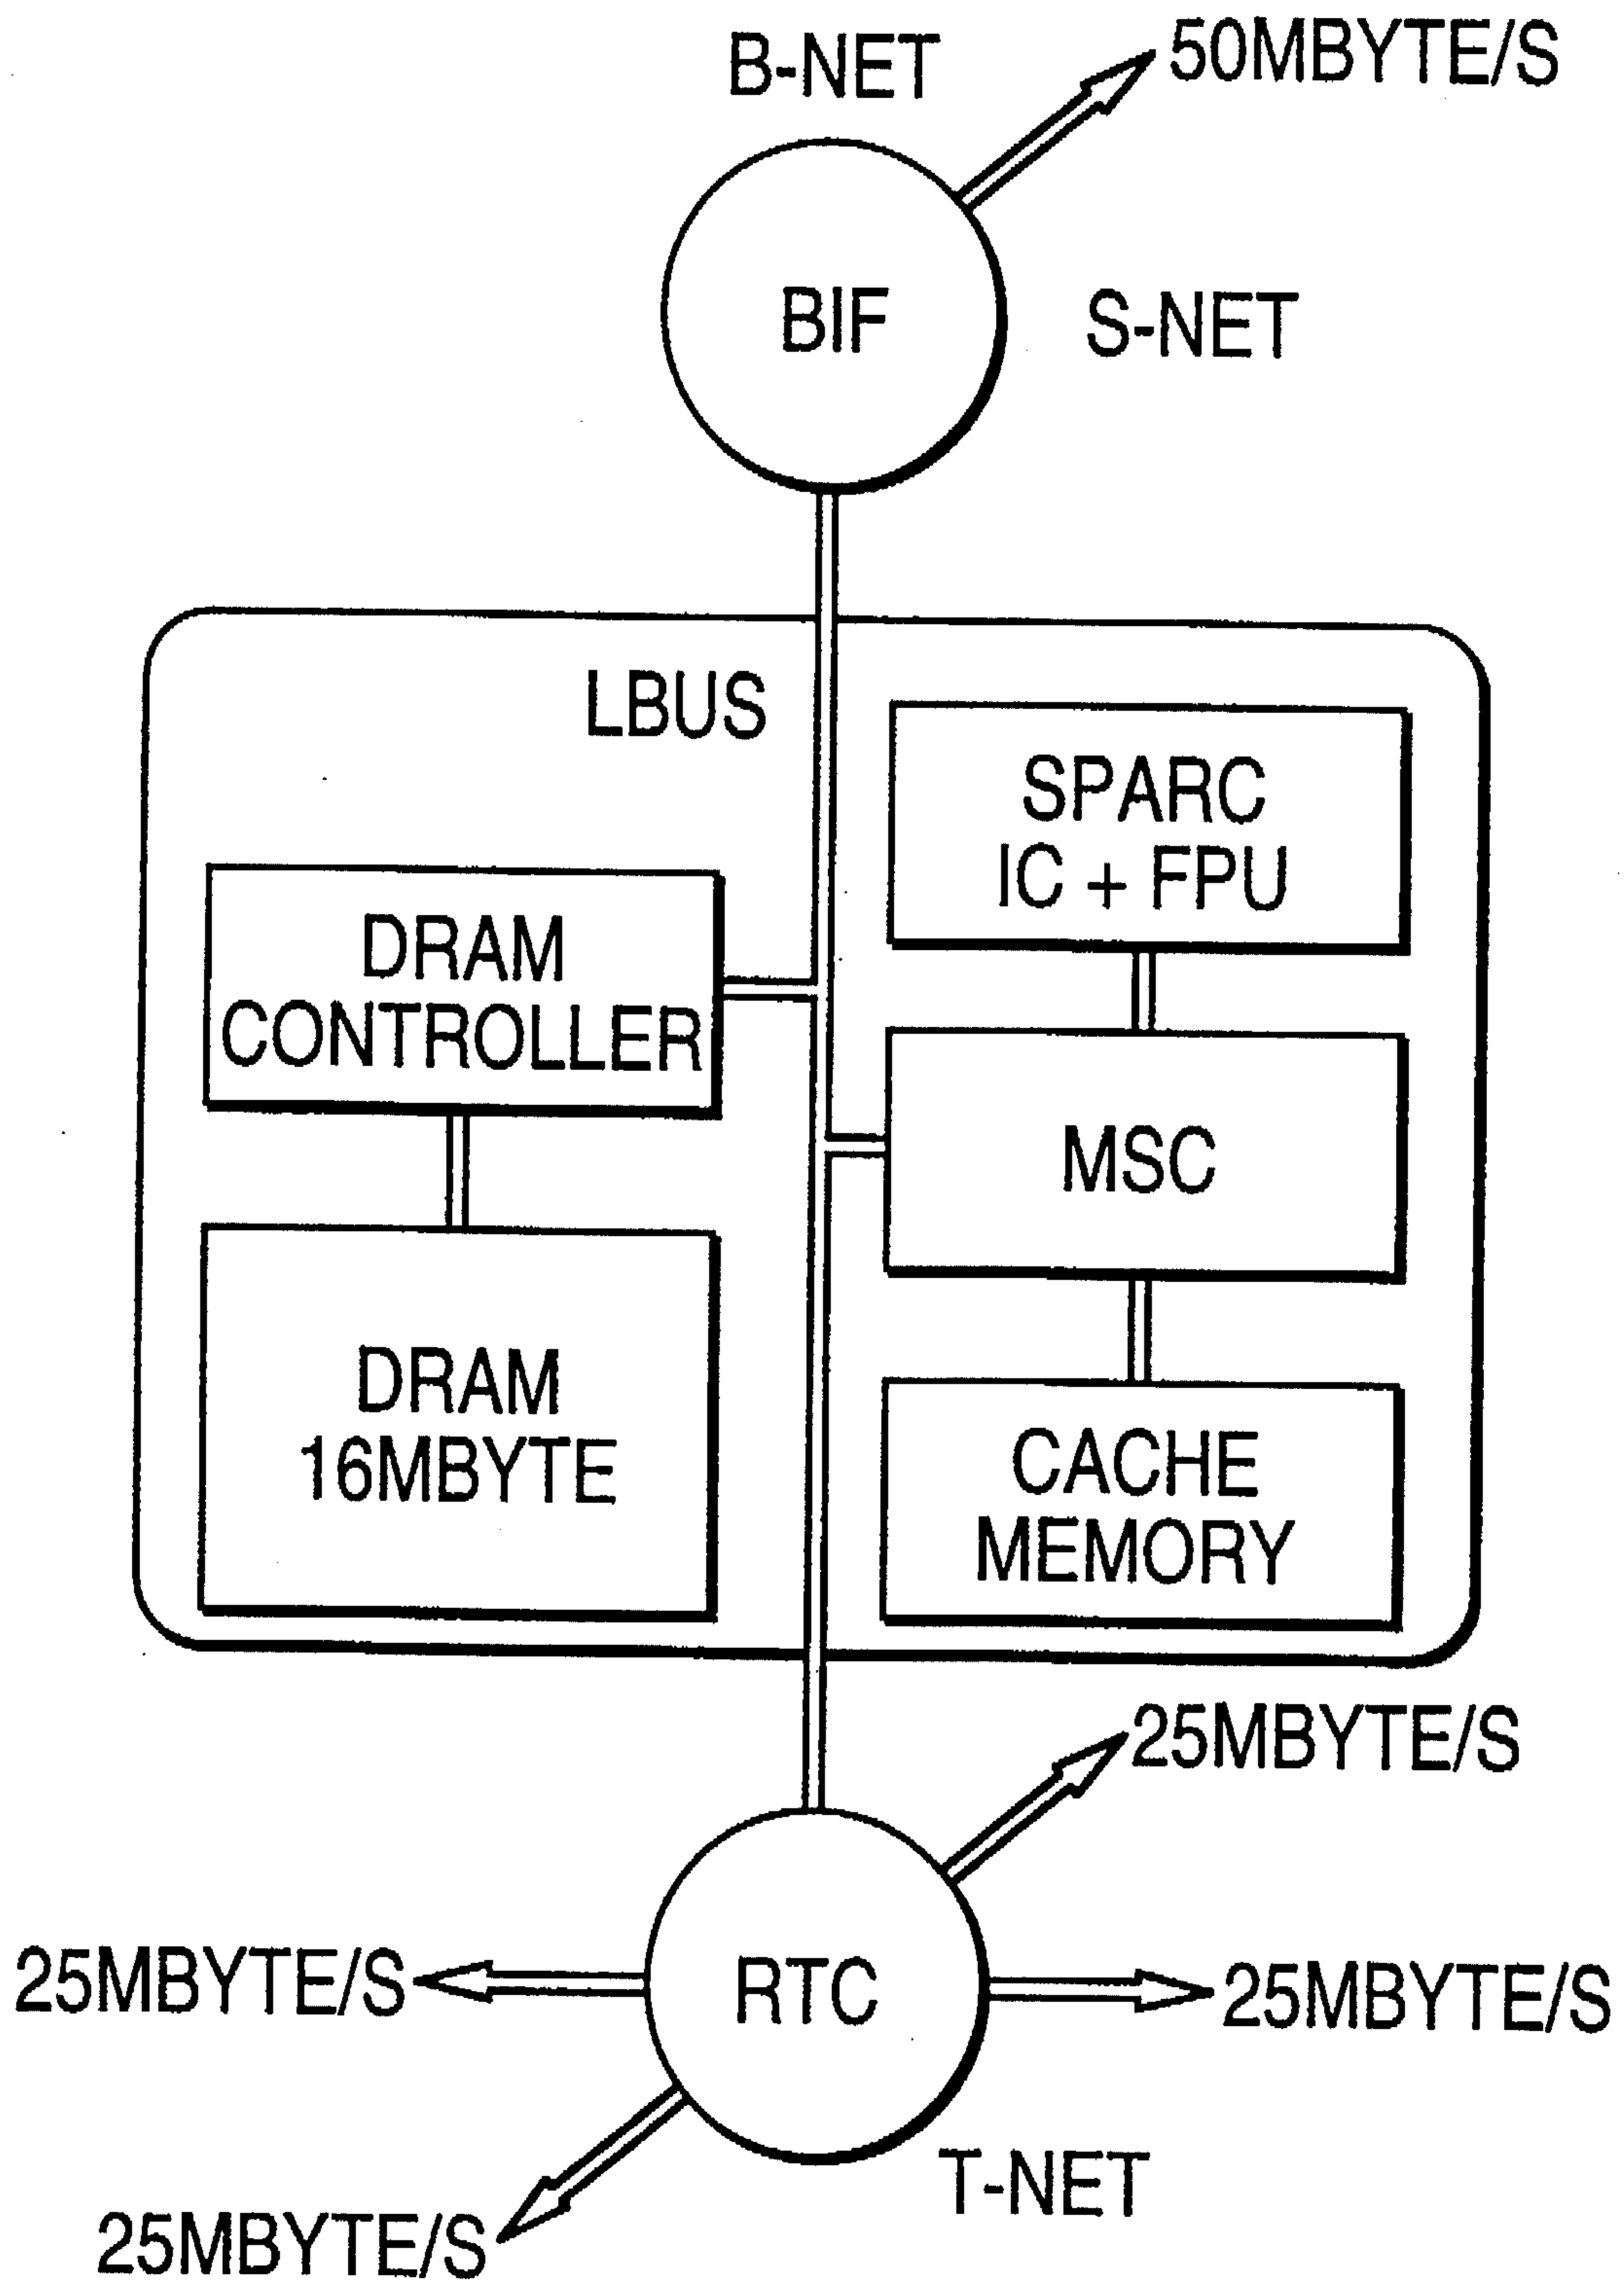 B-NET
50MBYTE/S
BIF
S-NET
LBUS
SPARC
IC + FPU
DRAM
CONTROLLER
MSC
DRAM
16MBYTE
CACHE
MEMORY
25MBYTE/S
25MBYTE/S
RTC
25MBYTE/S
T-NET
25MBYTE/S